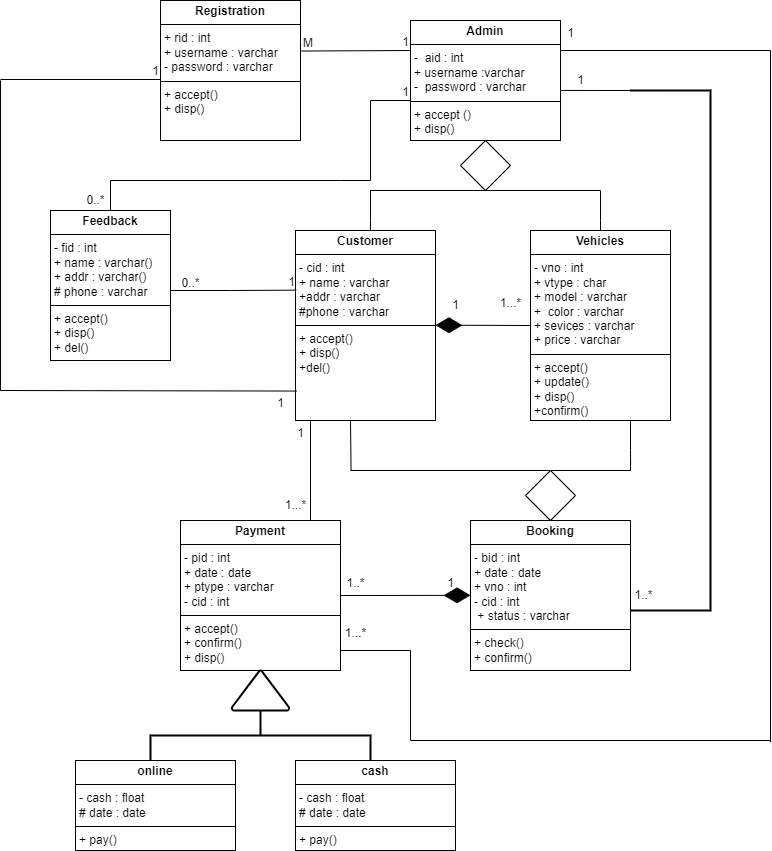 Registration
+ rid : int
+ username : varchar
- password : varchar
+ accept()
+ disp()
M
1
Admin
- aid : int
+ username :varchar
- password : varchar
+ accept ()
+ disp()
1
1
1
1
0..*
Feedback
- fid : int
+ name : varchar()
+ addr : varchar()
# phone : varchar
+ accept()
+ disp()
+ del()
0..*
1
Customer
- cid : int
+ name : varchar
+addr : varchar
#phone : varchar
+ accept()
+ disp()
+del()
1
1...*
Vehicles
- vno : int
+ vtype : char
+ model : varchar
+ color : varchar
+ sevices : varchar
+ price : varchar
+ accept()
+ update()
+ disp()
+confirm()
1
1
1...*
Payment
- pid : int
+ date : date
+ ptype : varchar
- cid : int
+ accept()
+ confirm()
+ disp()
1..*
1
1...*
Booking
- bid : int
+ date : date
+ vno : int
- cid : int
+ status : varchar
+ check()
+ confirm()
1..*
online
- cash : float
# date : date
+ pay()
cash
- cash : float
# date : date
+ pay()